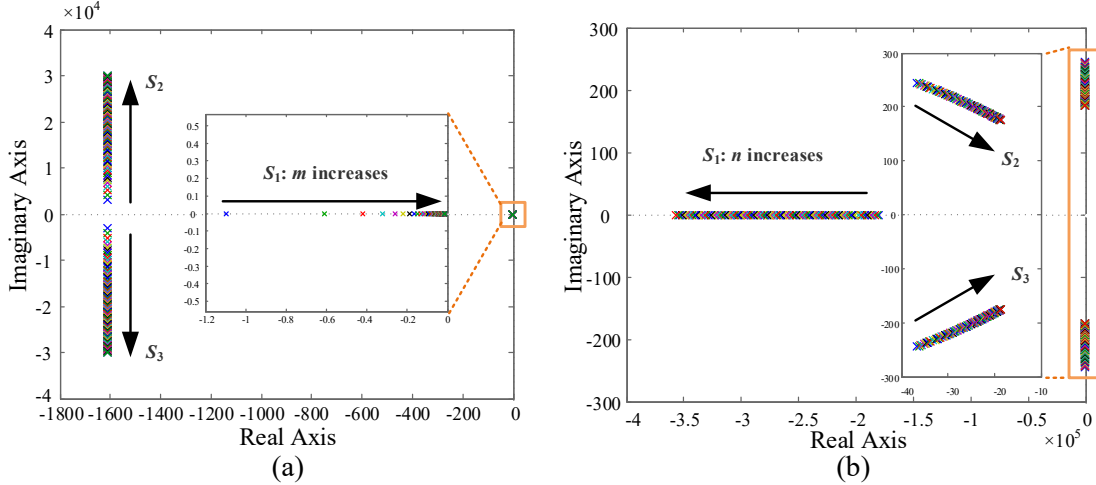 ×10⁴
4
3
2
1
0
-1
-2
-3
-4
Imaginary Axis
-1800 -1600 -1400 -1200 -1000 -800 -600 -400 -200 0
Real Axis
S₂
S₃
0.5
0.4
0.3
0.2
0.1
0
-0.1
-0.2
-0.3
-0.4
-0.5
-1.2 -1 -0.8 -0.6 -0.4 -0.2 0
S₁: m increases
(a)
300
200
100
0
-100
-200
-300
Imaginary Axis
-4 -3.5 -3 -2.5 -2 -1.5 -1 -0.5 0
Real Axis
×10⁵
S₁: n increases
300
200
100
0
-100
-200
-300
-40 -30 -20 -10
S₂
S₃
(b)